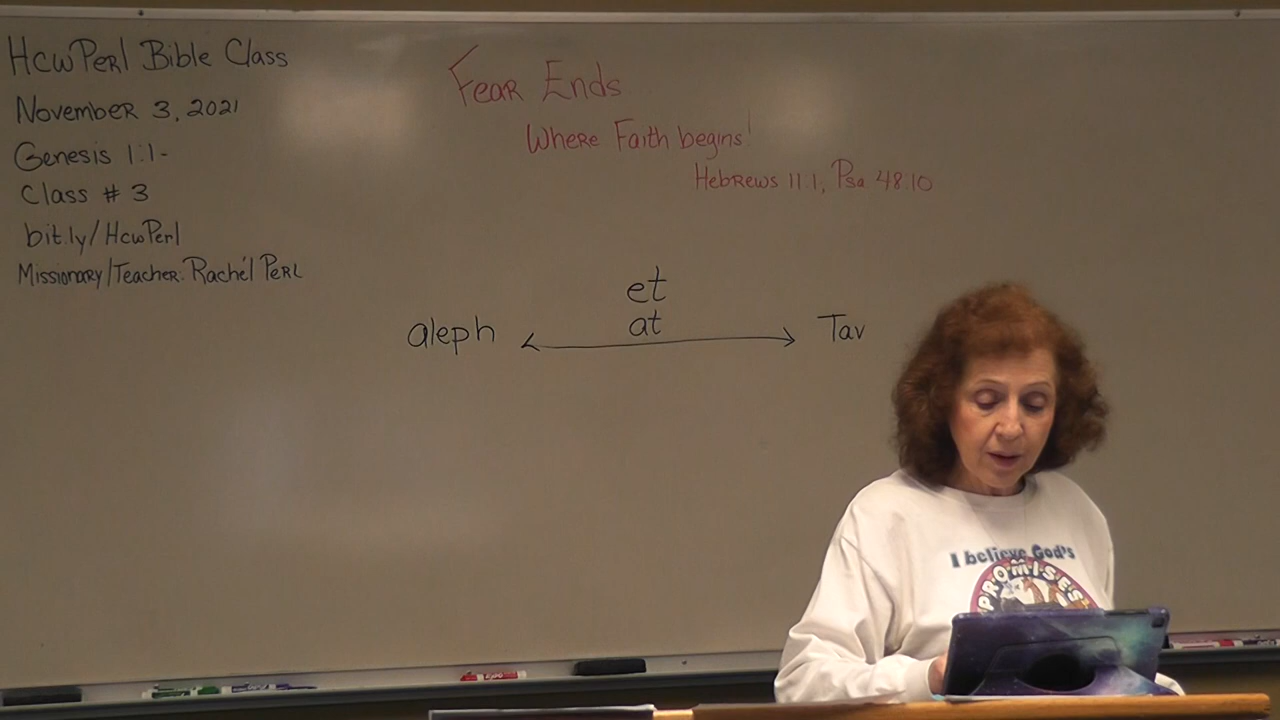 HcwPerl Bible Class
November 3, 2021
Genesis 1:1-
Class # 3
bit.ly/HcwPerl
Missionary/Teacher: Rachél Perl
Fear Ends
Where Faith begins!
Hebrews 11.1, Psa 48.10
et
at
aleph
Tav
I believe God's
PROMISES